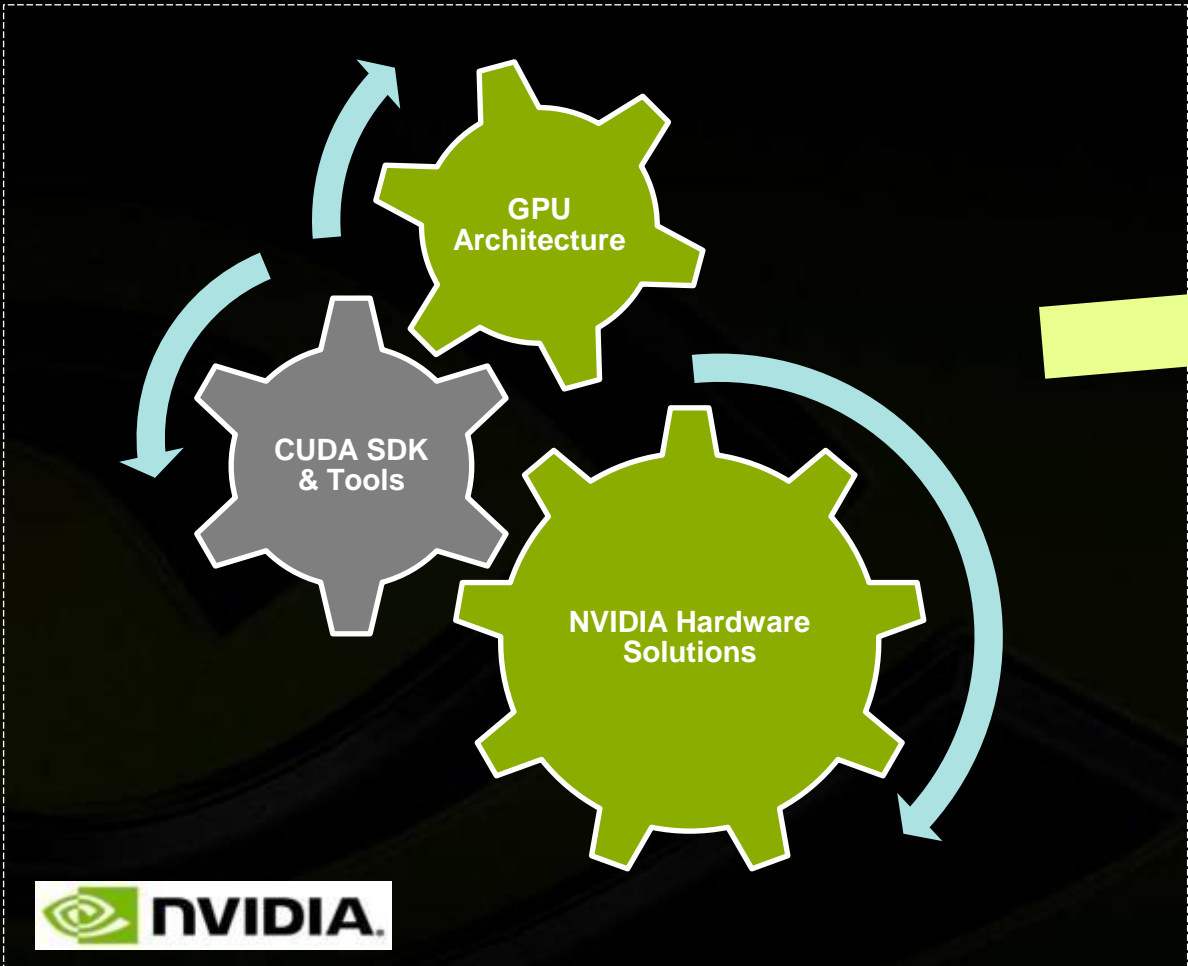 GPU
Architecture
CUDA SDK
& Tools
NVIDIA Hardware
Solutions
NVIDIA.